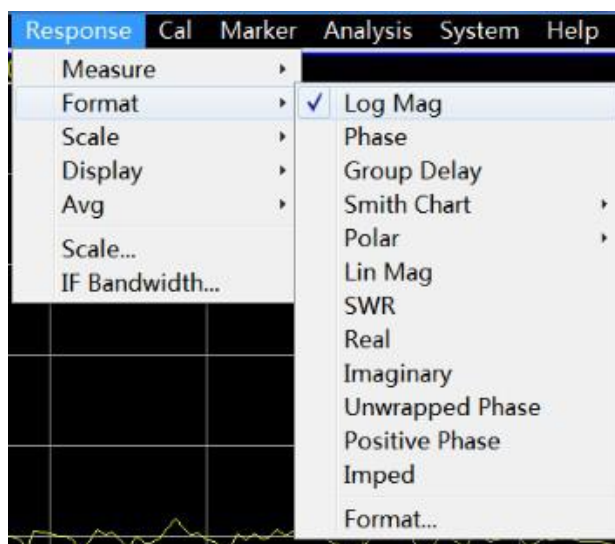 Response Cal Marker Analysis System Help
Measure
Format
Scale
Display
Avg
Scale...
IF Bandwidth...
Log Mag
Phase
Group Delay
Smith Chart
Polar
Lin Mag
SWR
Real
Imaginary
Unwrapped Phase
Positive Phase
Imped
Format...